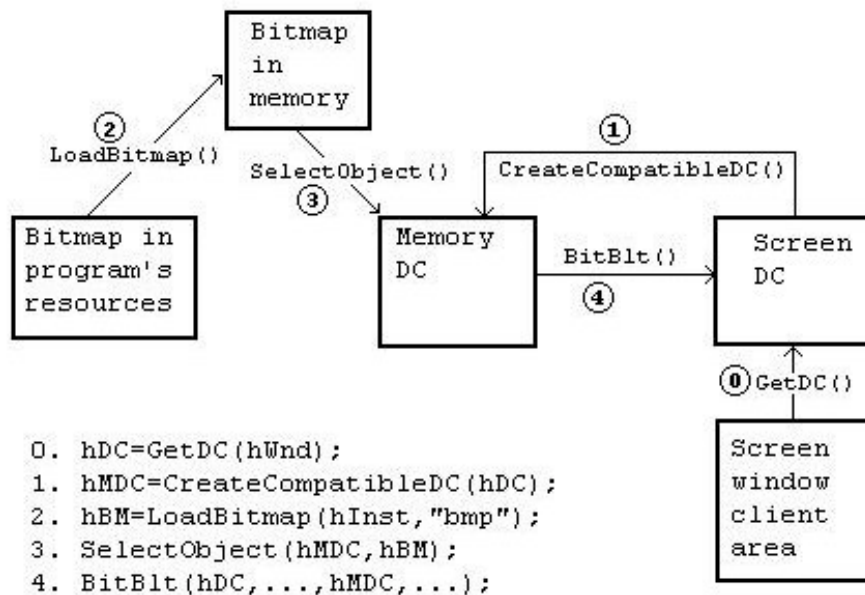 Bitmap
in
memory
2
LoadBitmap()
SelectObject()
3
1
CreateCompatibleDC()
Bitmap in
program's
resources
Memory
DC
BitBlt()
4
Screen
DC
0 GetDC()
Screen
window
client
area
0. hDC=GetDC(hWnd);
1. hMDC=CreateCompatibleDC(hDC);
2. hBM=LoadBitmap(hInst,"bmp");
3. SelectObject(hMDC,hBM);
4. BitBlt(hDC,...,hMDC,...);